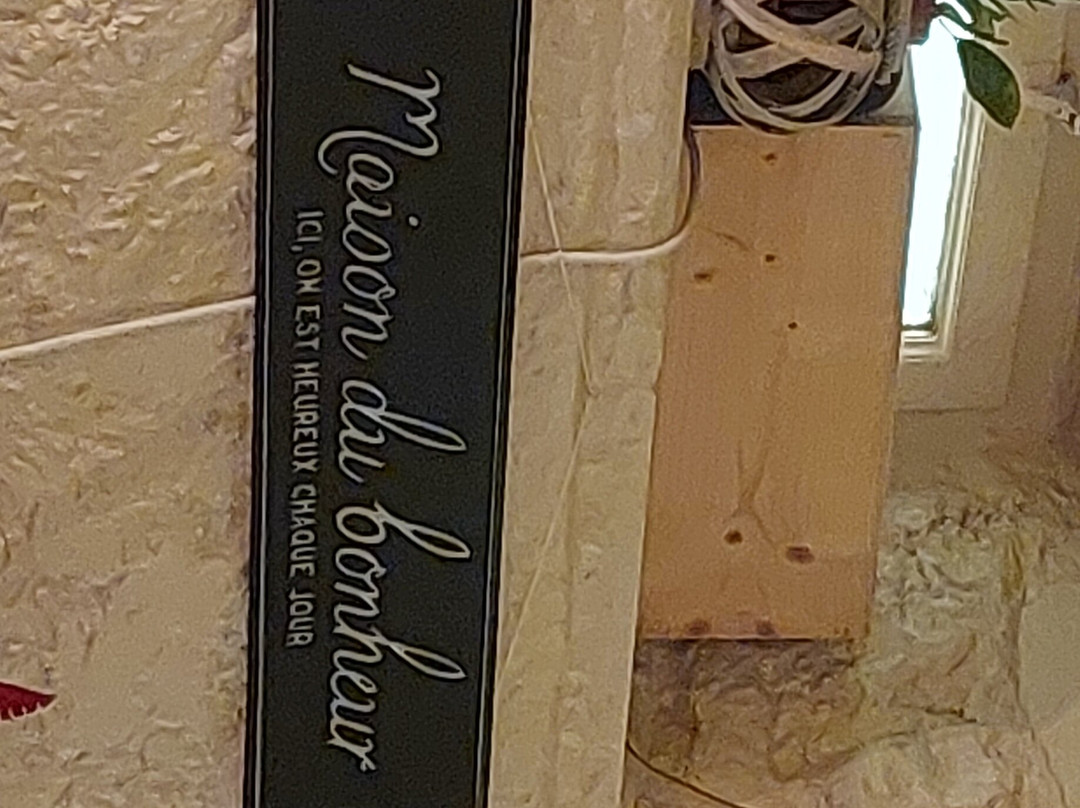 Maison du bonheur
ICI, ON EST HEUREUX CHAQUE JOUR